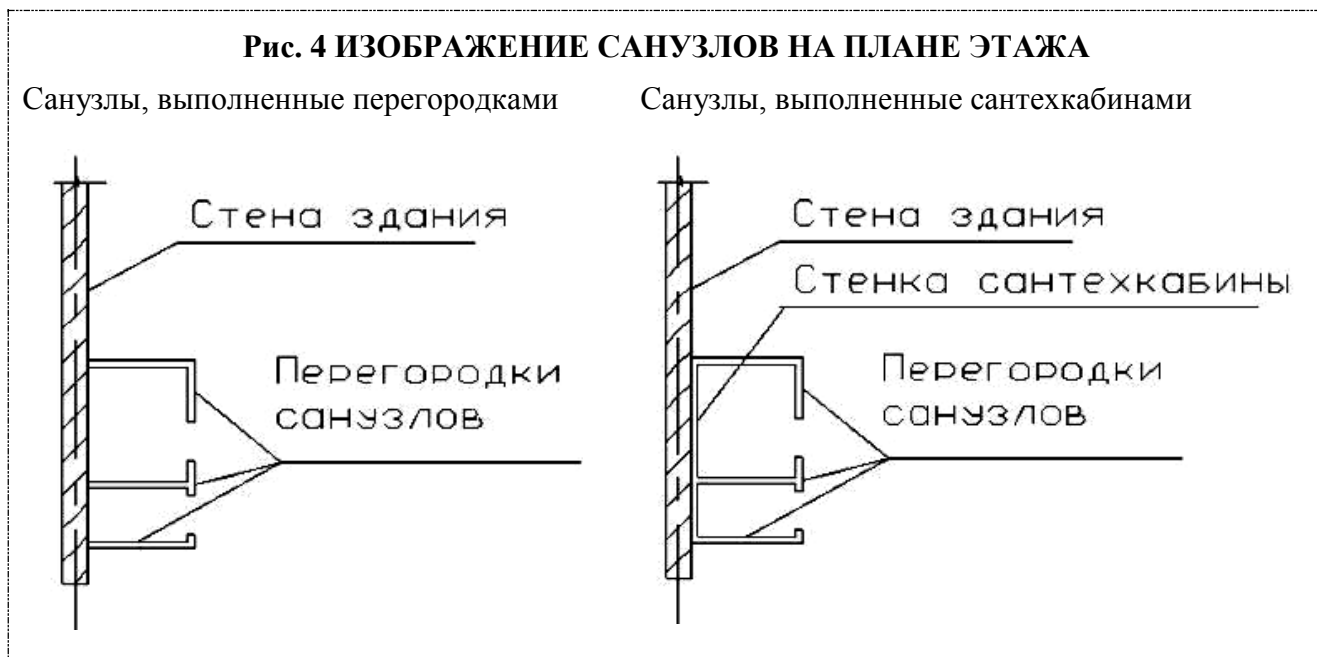 Рис. 4 ИЗОБРАЖЕНИЕ САНУЗЛОВ НА ПЛАНЕ ЭТАЖА
Санузлы, выполненные перегородками
Санузлы, выполненные сантехкабинами
Стена здания
Перегородки
санузлов
Стена здания
Стенка сантехкабины
Перегородки
санузлов